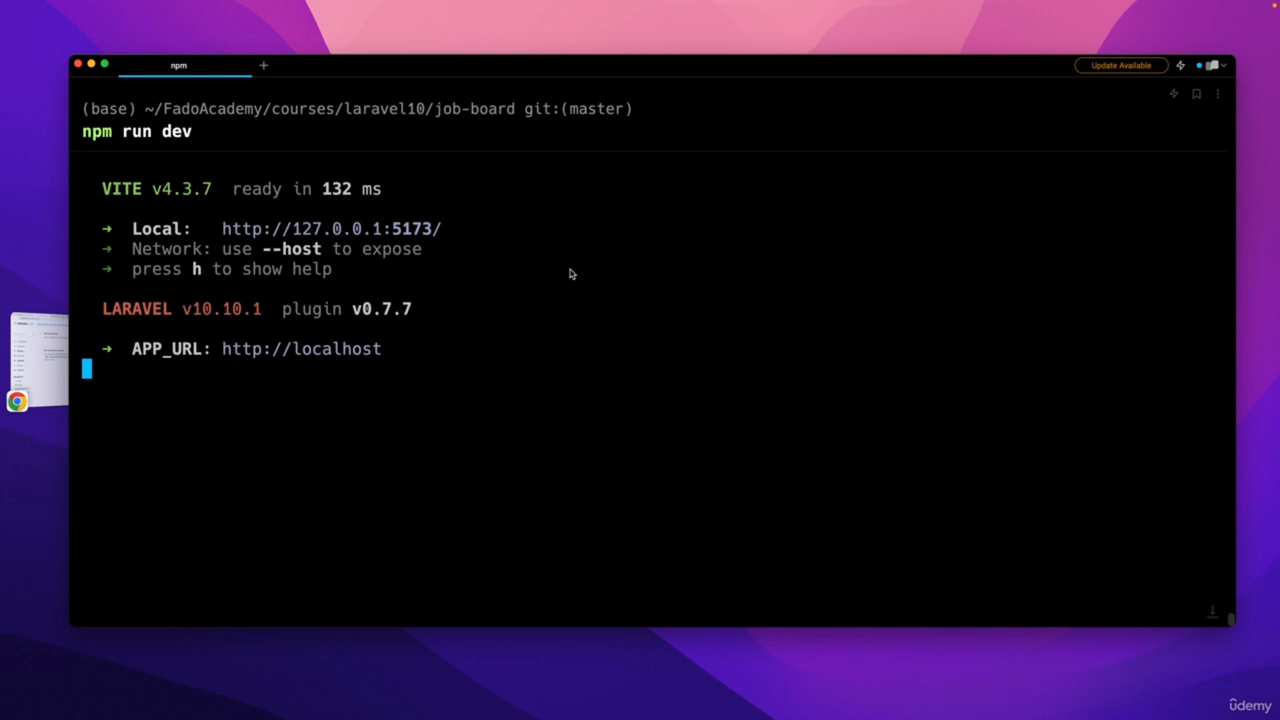 npm
Update Available
(base) ~/FadoAcademy/courses/laravel10/job-board git:(master)
npm run dev
VITE v4.3.7 ready in 132 ms
➜ Local: http://127.0.0.1:5173/
➜ Network: use --host to expose
➜ press h to show help
LARAVEL v10.10.1 plugin v0.7.7
➜ APP_URL: http://localhost
ûdemy